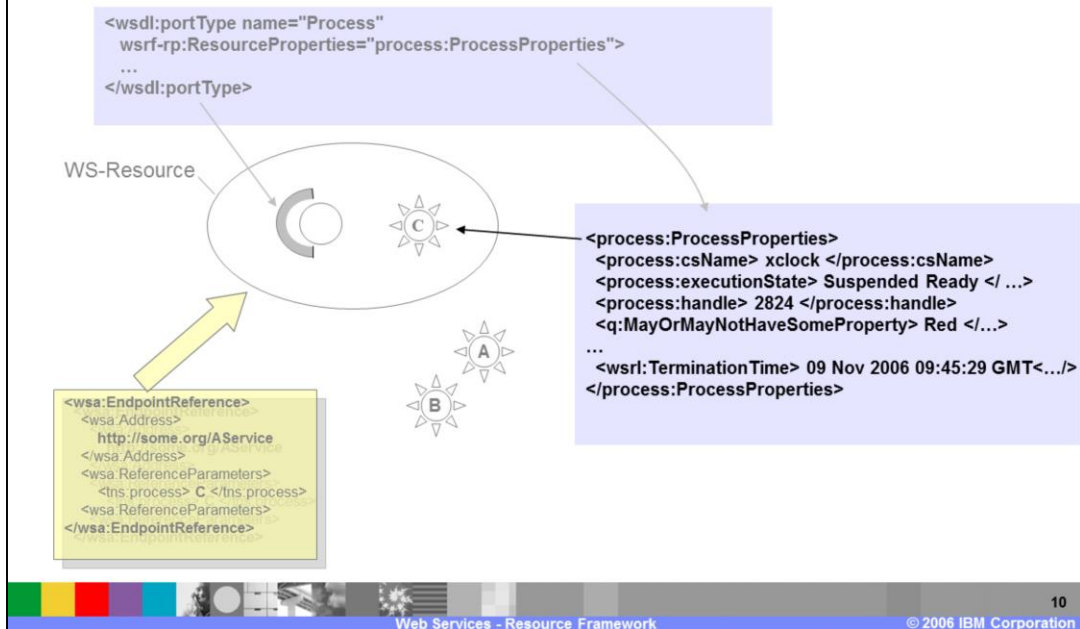 <wsdl:portType name="Process"
wsrf-rp:ResourceProperties="process:ProcessProperties">
…
</wsdl:portType>
WS-Resource
C
<process:ProcessProperties>
<process:csName> xclock </process:csName>
<process:executionState> Suspended Ready </ …>
<process:handle> 2824 </process:handle>
<q:MayOrMayNotHaveSomeProperty> Red </…>
…
<wsrl:TerminationTime> 09 Nov 2006 09:45:29 GMT<…/>
</process:ProcessProperties>
A
B
<wsa:EndpointReference>
<wsa:Address>
http://some.org/AService
</wsa:Address>
<wsa:ReferenceParameters>
<tns:process> C </tns:process>
<wsa:ReferenceParameters>
</wsa:EndpointReference>
10
Web Services - Resource Framework
© 2006 IBM Corporation